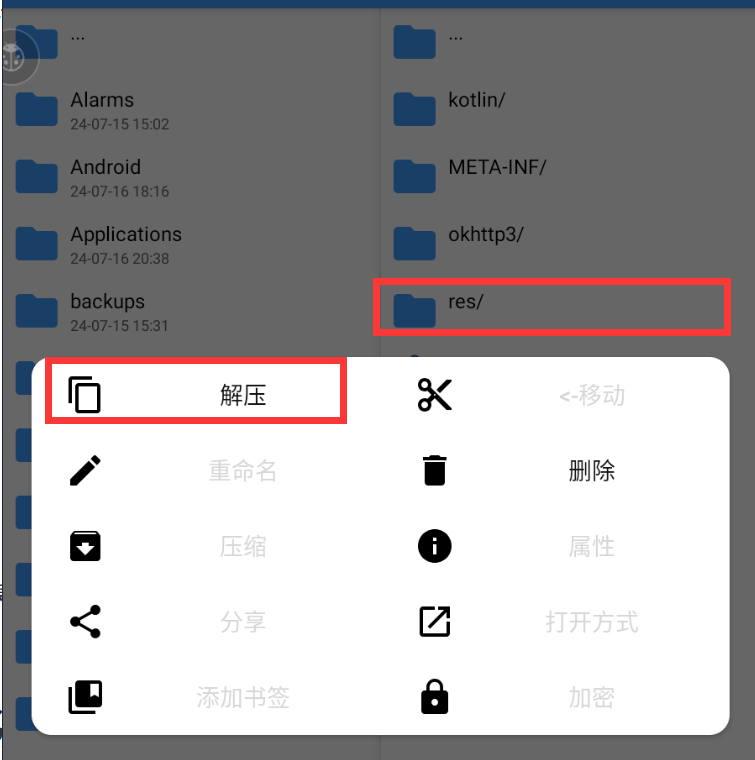 ...
Alarms
24-07-15 15:02
Android
24-07-16 18:16
Applications
24-07-16 20:38
backups
24-07-15 15:31
...
kotlin/
META-INF/
okhttp3/
res/
解压
<-移动
重命名
删除
压缩
属性
分享
打开方式
添加书签
加密